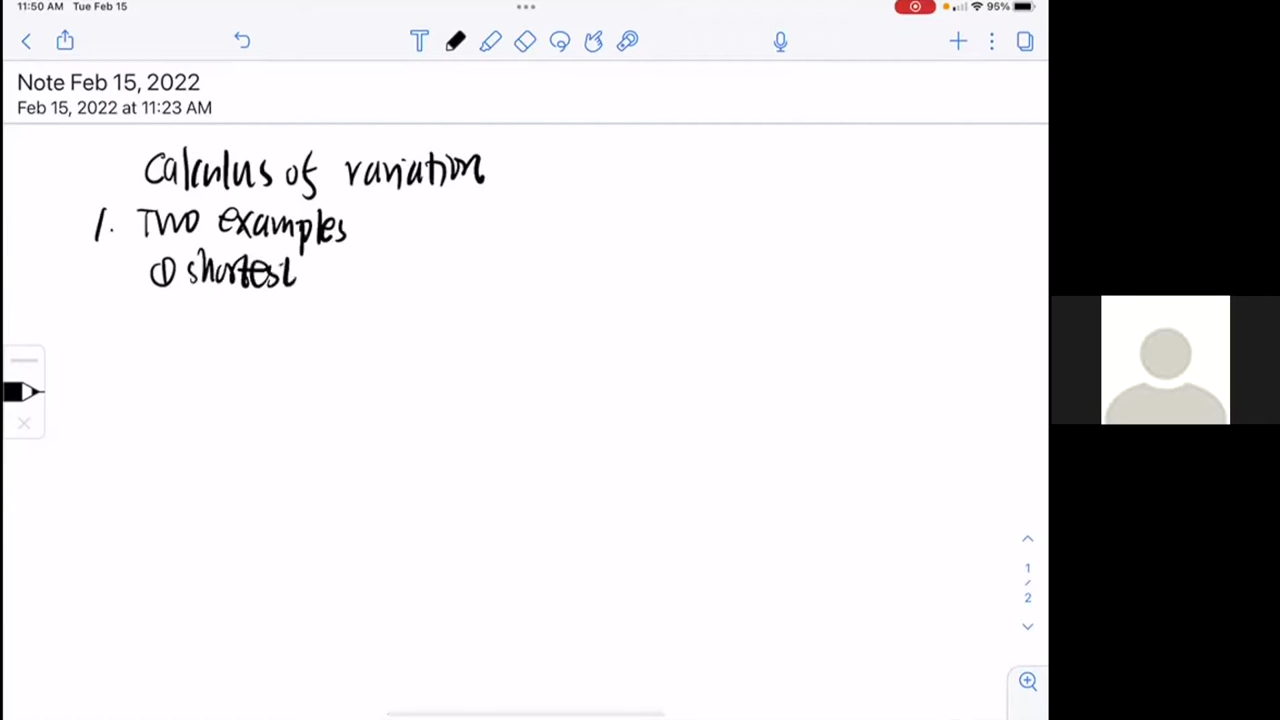 11:50 AM Tue Feb 15
95%
Note Feb 15, 2022
Feb 15, 2022 at 11:23 AM
Calculus of variation
1. Two examples
① shortest
1
/
2